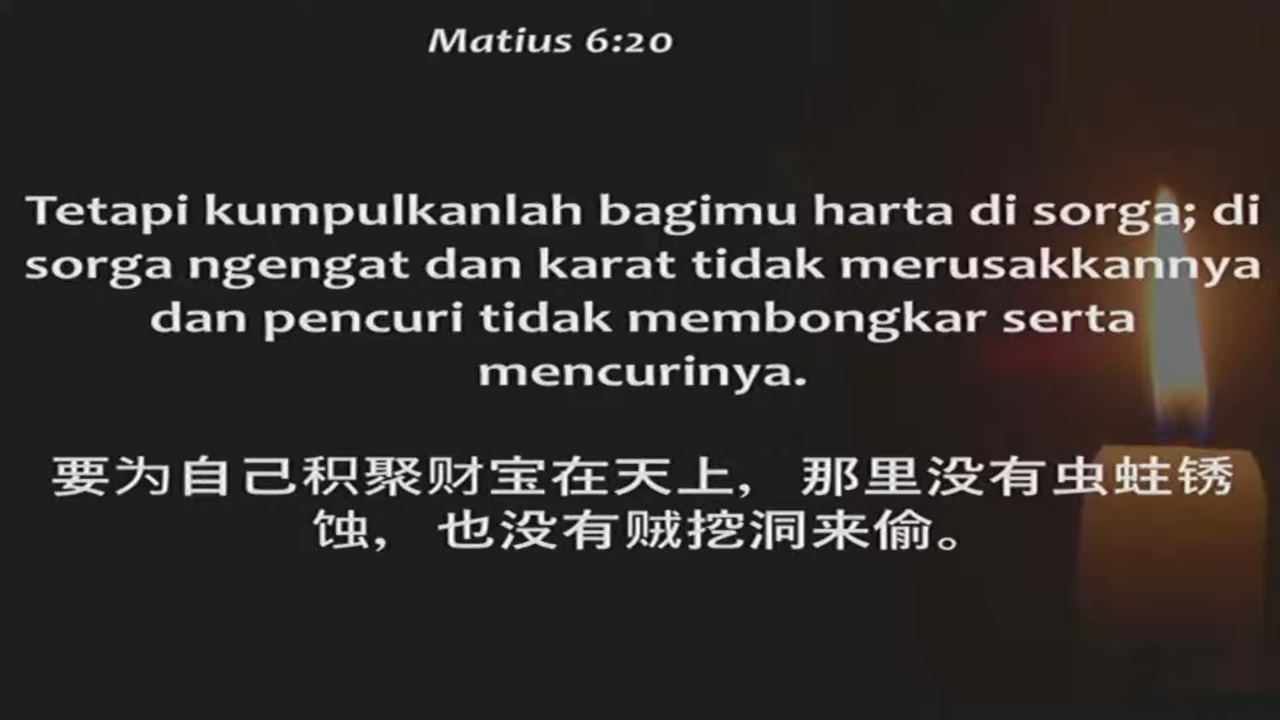 Matius 6:20
Tetapi kumpulkanlah bagimu harta di sorga; di
sorga ngengat dan karat tidak merusakkannya
dan pencuri tidak membongkar serta
mencurinya.
要为自己积聚财宝在天上，那里没有虫蛀锈
蚀，也没有贼挖洞来偷。